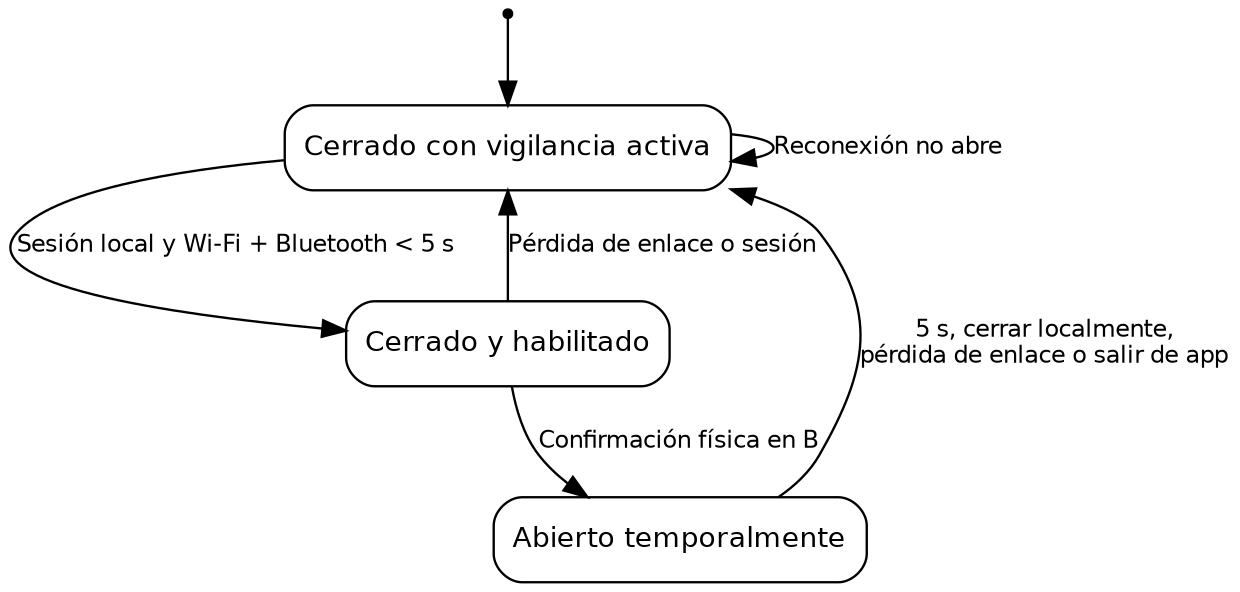 Cerrado con vigilancia activa
Reconexión no abre
Sesión local y Wi-Fi + Bluetooth < 5 s
Pérdida de enlace o sesión
Cerrado y habilitado
5 s, cerrar localmente,
pérdida de enlace o salir de app
Confirmación física en B
Abierto temporalmente